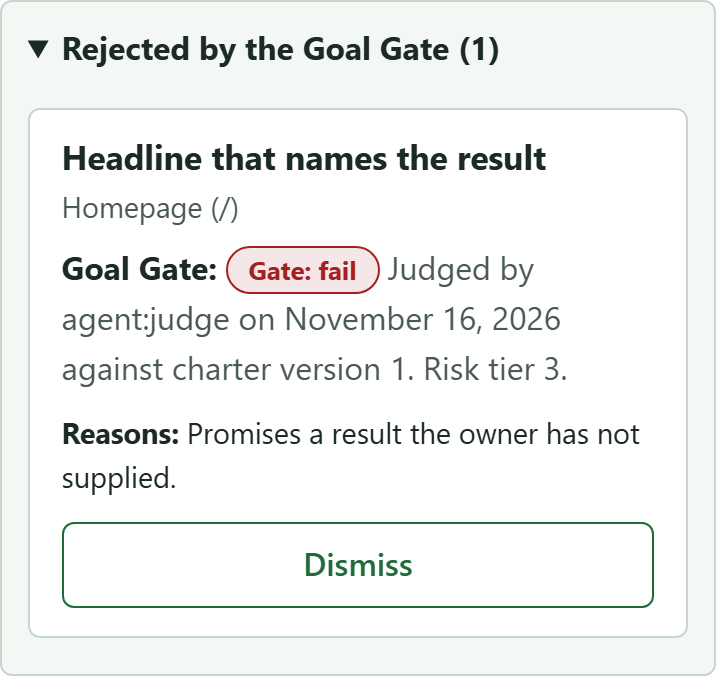 ▼ Rejected by the Goal Gate (1)
Headline that names the result
Homepage (/)
Goal Gate: Gate: fail Judged by
agent:judge on November 16, 2026
against charter version 1. Risk tier 3.
Reasons: Promises a result the owner has not
supplied.
Dismiss